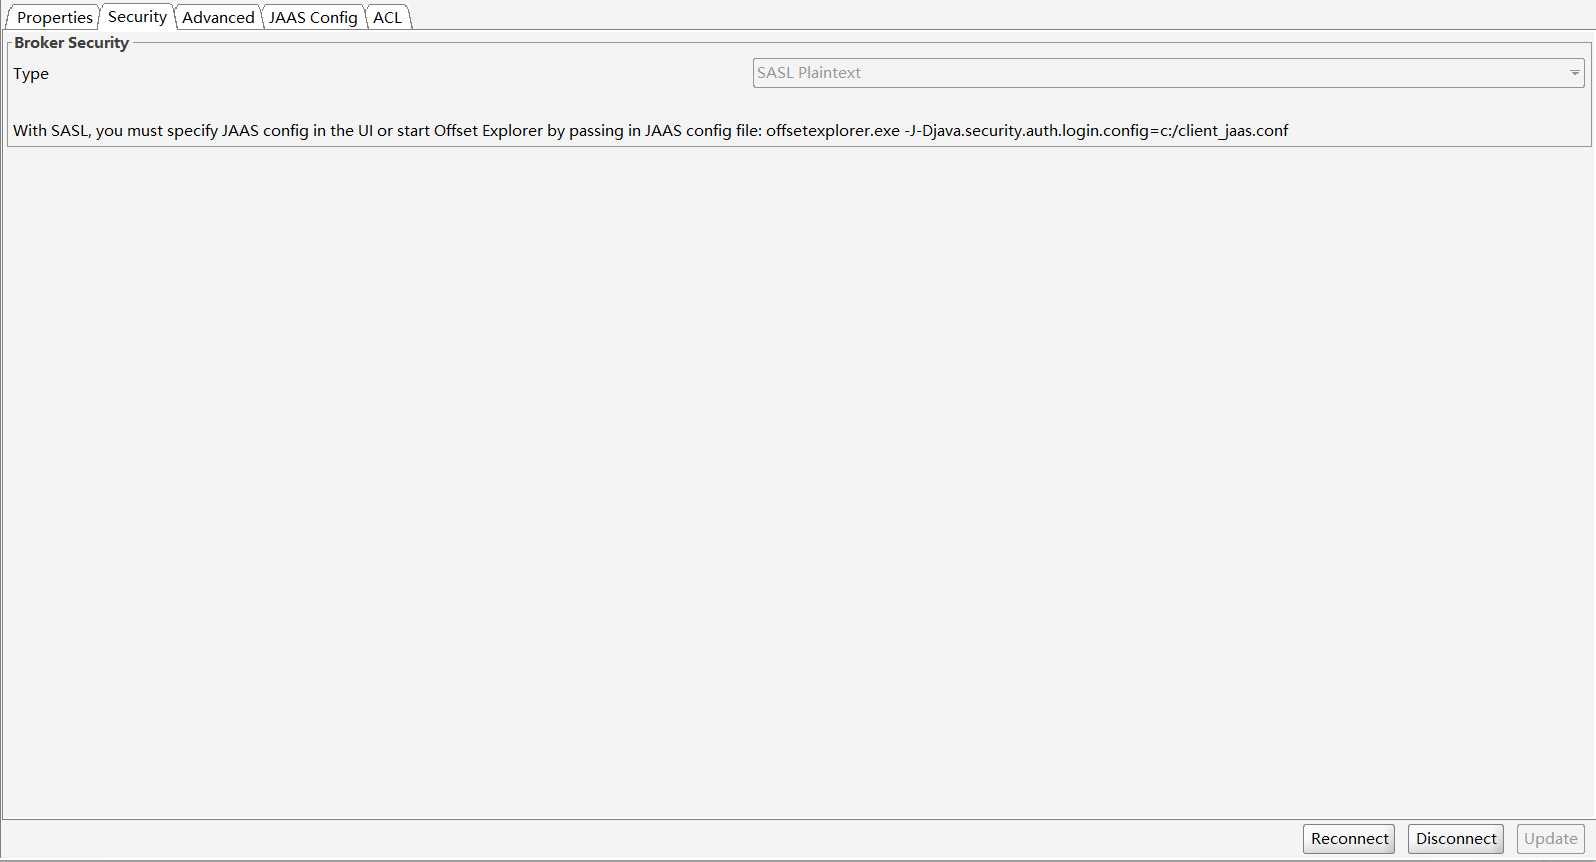 Properties Security Advanced JAAS Config ACL
Broker Security
Type SASL Plaintext
With SASL, you must specify JAAS config in the UI or start Offset Explorer by passing in JAAS config file: offsetexplorer.exe -J-Djava.security.auth.login.config=c:/client_jaas.conf
Reconnect Disconnect Update